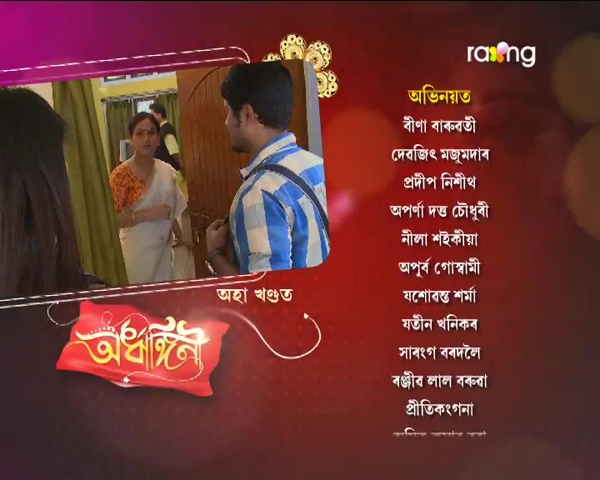 raʼng
অভিনয়ত
বীণা বাৰুৱতী
দেৱজিৎ মজুমদাৰ
প্ৰদীপ নিশীথ
অপৰ্ণা দত্ত চৌধুৰী
নীলা শইকীয়া
অপূৰ্ব গোস্বামী
যশোৱন্ত শৰ্মা
যতীন খনিকৰ
সাৰংগ বৰদলৈ
ৰঞ্জীৱ লাল বৰুৱা
প্ৰীতিকংগনা
অহা খণ্ডত
অৰ্ধাঙ্গিনী